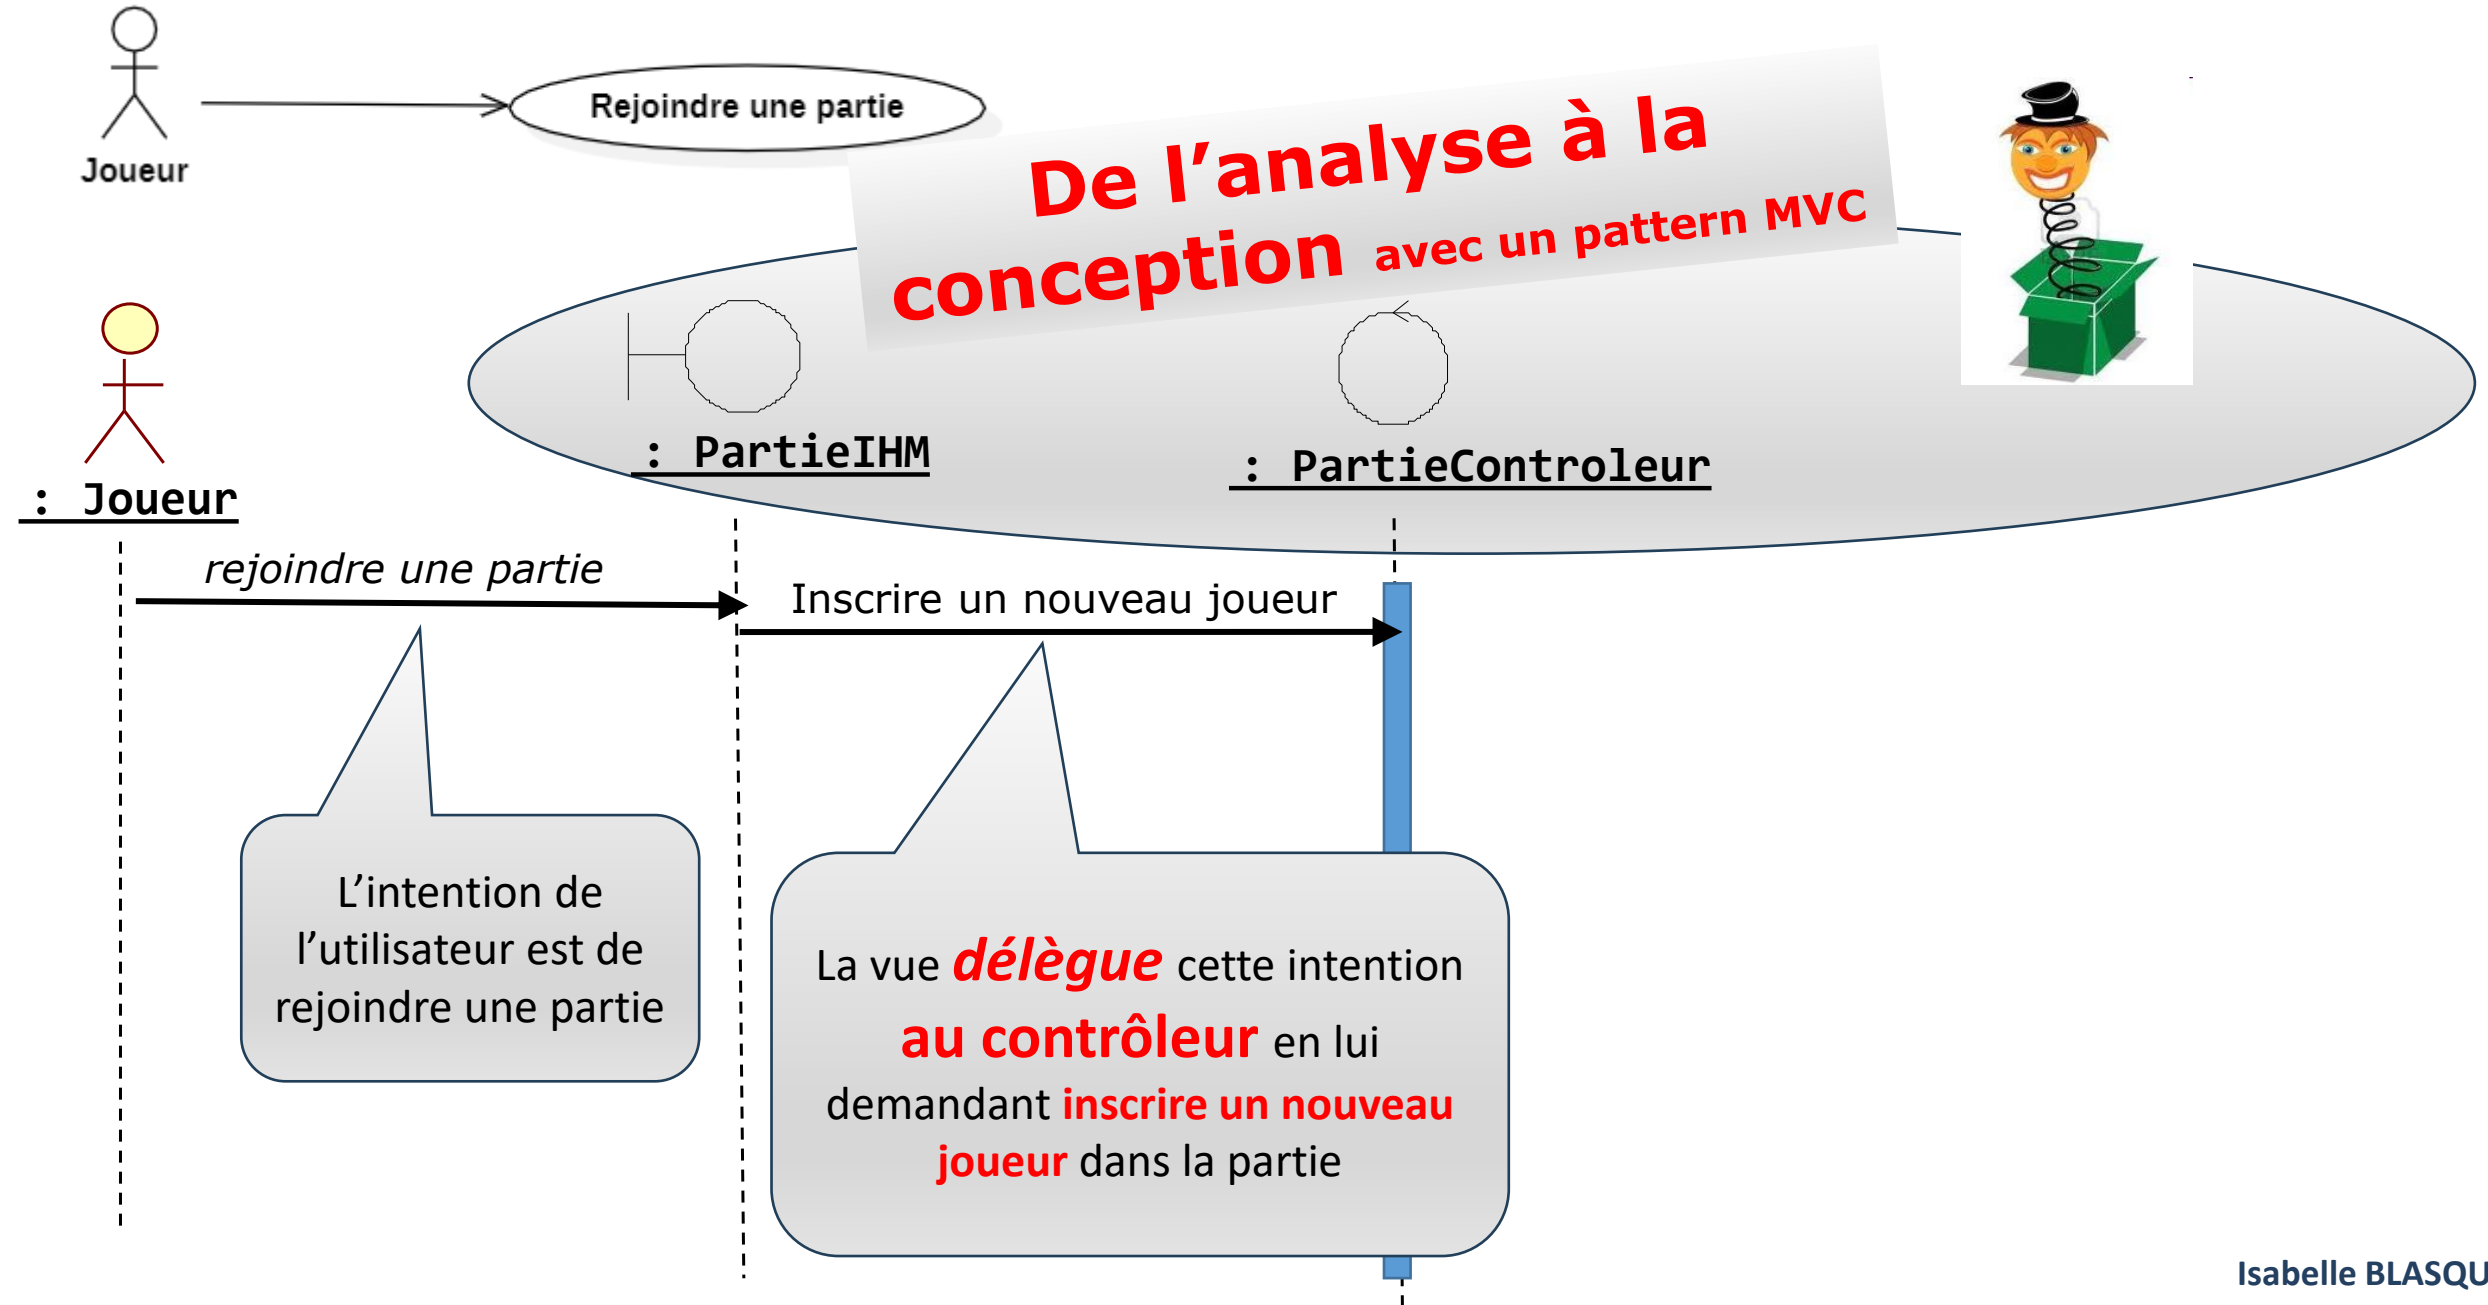 Rejoindre une partie
Joueur
De l’analyse à la
conception avec un pattern MVC
: PartieIHM
: PartieControleur
: Joueur
rejoindre une partie
Inscrire un nouveau joueur
L’intention de
l’utilisateur est de
rejoindre une partie
La vue délègue cette intention
au contrôleur en lui
demandant inscrire un nouveau
joueur dans la partie
Isabelle BLASQU